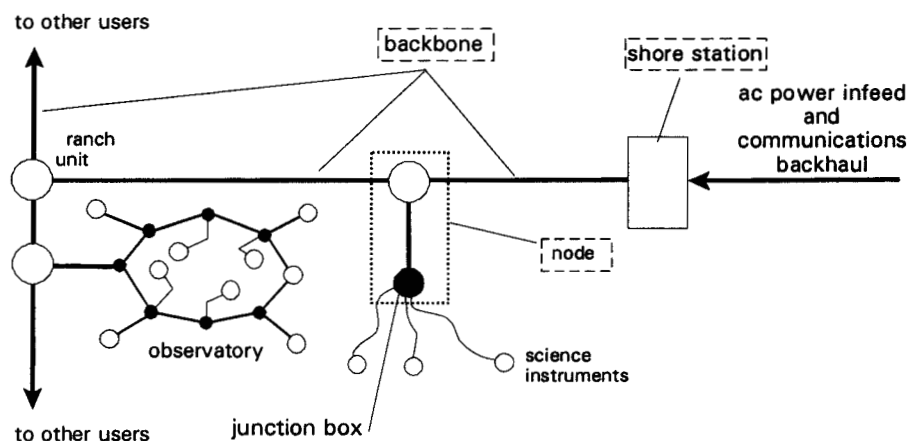 to other users
backbone
shore station
ac power infeed
and
communications
backhaul
ranch
unit
node
observatory
science
instruments
junction box
to other users